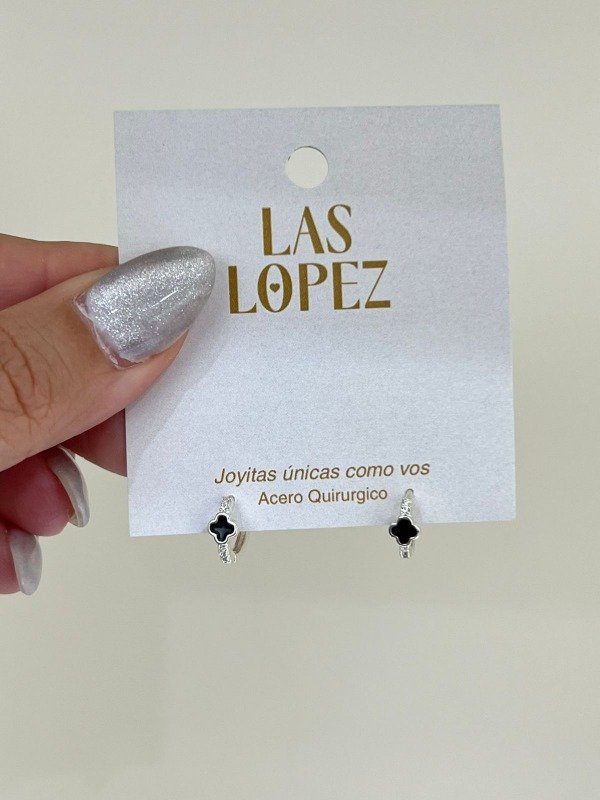 LAS
LOPEZ
Joyitas únicas como vos
Acero Quirurgico